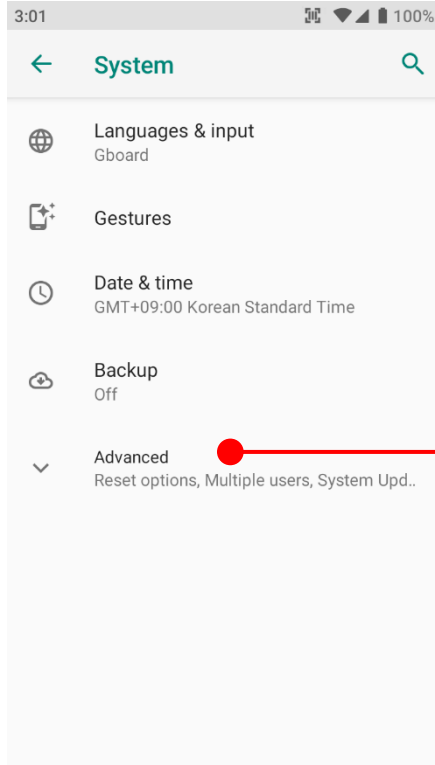 3:01 100%
System
Languages & input
Gboard
Gestures
Date & time
GMT+09:00 Korean Standard Time
Backup
Off
Advanced
Reset options, Multiple users, System Upd..